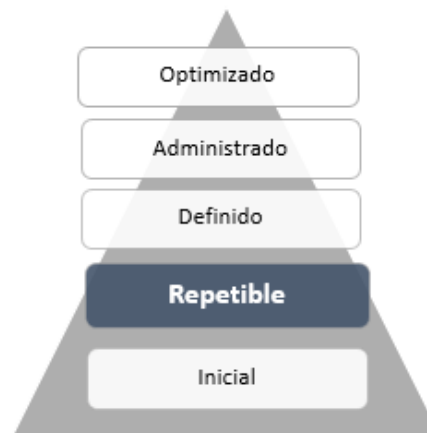 Optimizado
Administrado
Definido
Repetible
Inicial